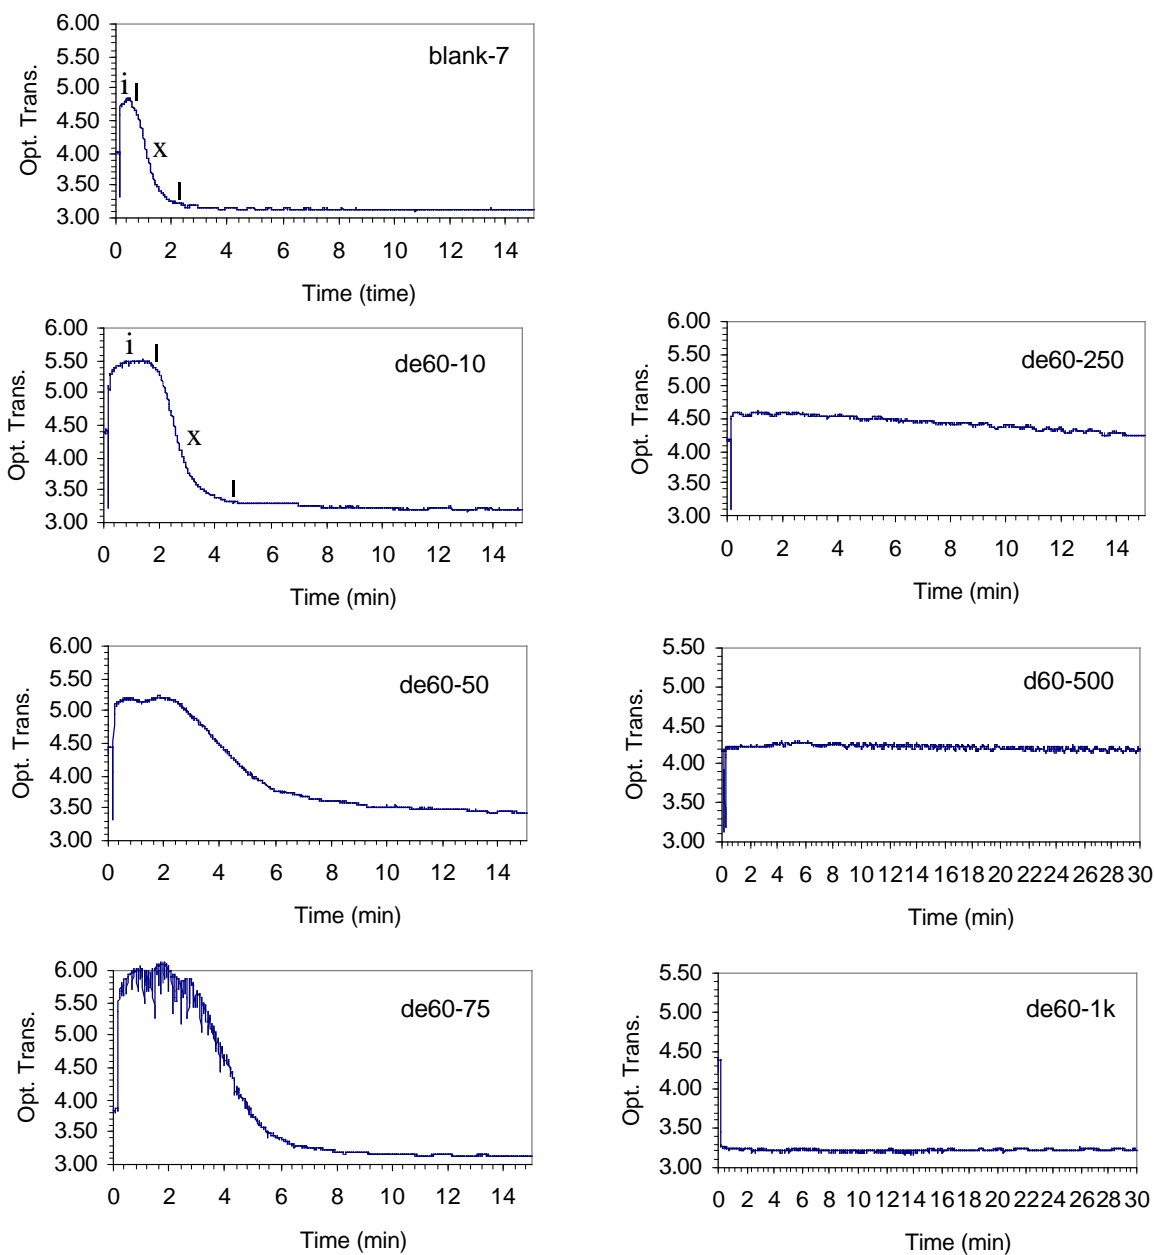 6.00
5.50
5.00
4.50
4.00
3.50
3.00
Opt. Trans.
blank-7
i
x
0 2 4 6 8 10 12 14
Time (time)
6.00
5.50
5.00
4.50
4.00
3.50
3.00
Opt. Trans.
de60-10
i
x
0 2 4 6 8 10 12 14
Time (min)
6.00
5.50
5.00
4.50
4.00
3.50
3.00
Opt. Trans.
de60-250
0 2 4 6 8 10 12 14
Time (min)
6.00
5.50
5.00
4.50
4.00
3.50
3.00
Opt. Trans.
de60-50
0 2 4 6 8 10 12 14
Time (min)
5.50
5.00
4.50
4.00
3.50
3.00
Opt. Trans.
d60-500
0 2 4 6 8 10 12 14 16 18 20 22 24 26 28 30
Time (min)
6.00
5.50
5.00
4.50
4.00
3.50
3.00
Opt. Trans.
de60-75
0 2 4 6 8 10 12 14
Time (min)
5.50
5.00
4.50
4.00
3.50
3.00
Opt. Trans.
de60-1k
0 2 4 6 8 10 12 14 16 18 20 22 24 26 28 30
Time (min)